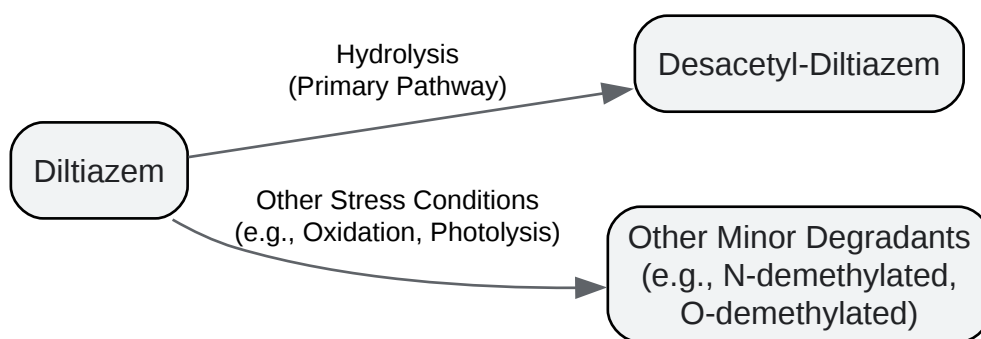 Hydrolysis
(Primary Pathway)
Desacetyl-Diltiazem
Diltiazem
Other Stress Conditions
(e.g., Oxidation, Photolysis)
Other Minor Degradants
(e.g., N-demethylated,
O-demethylated)